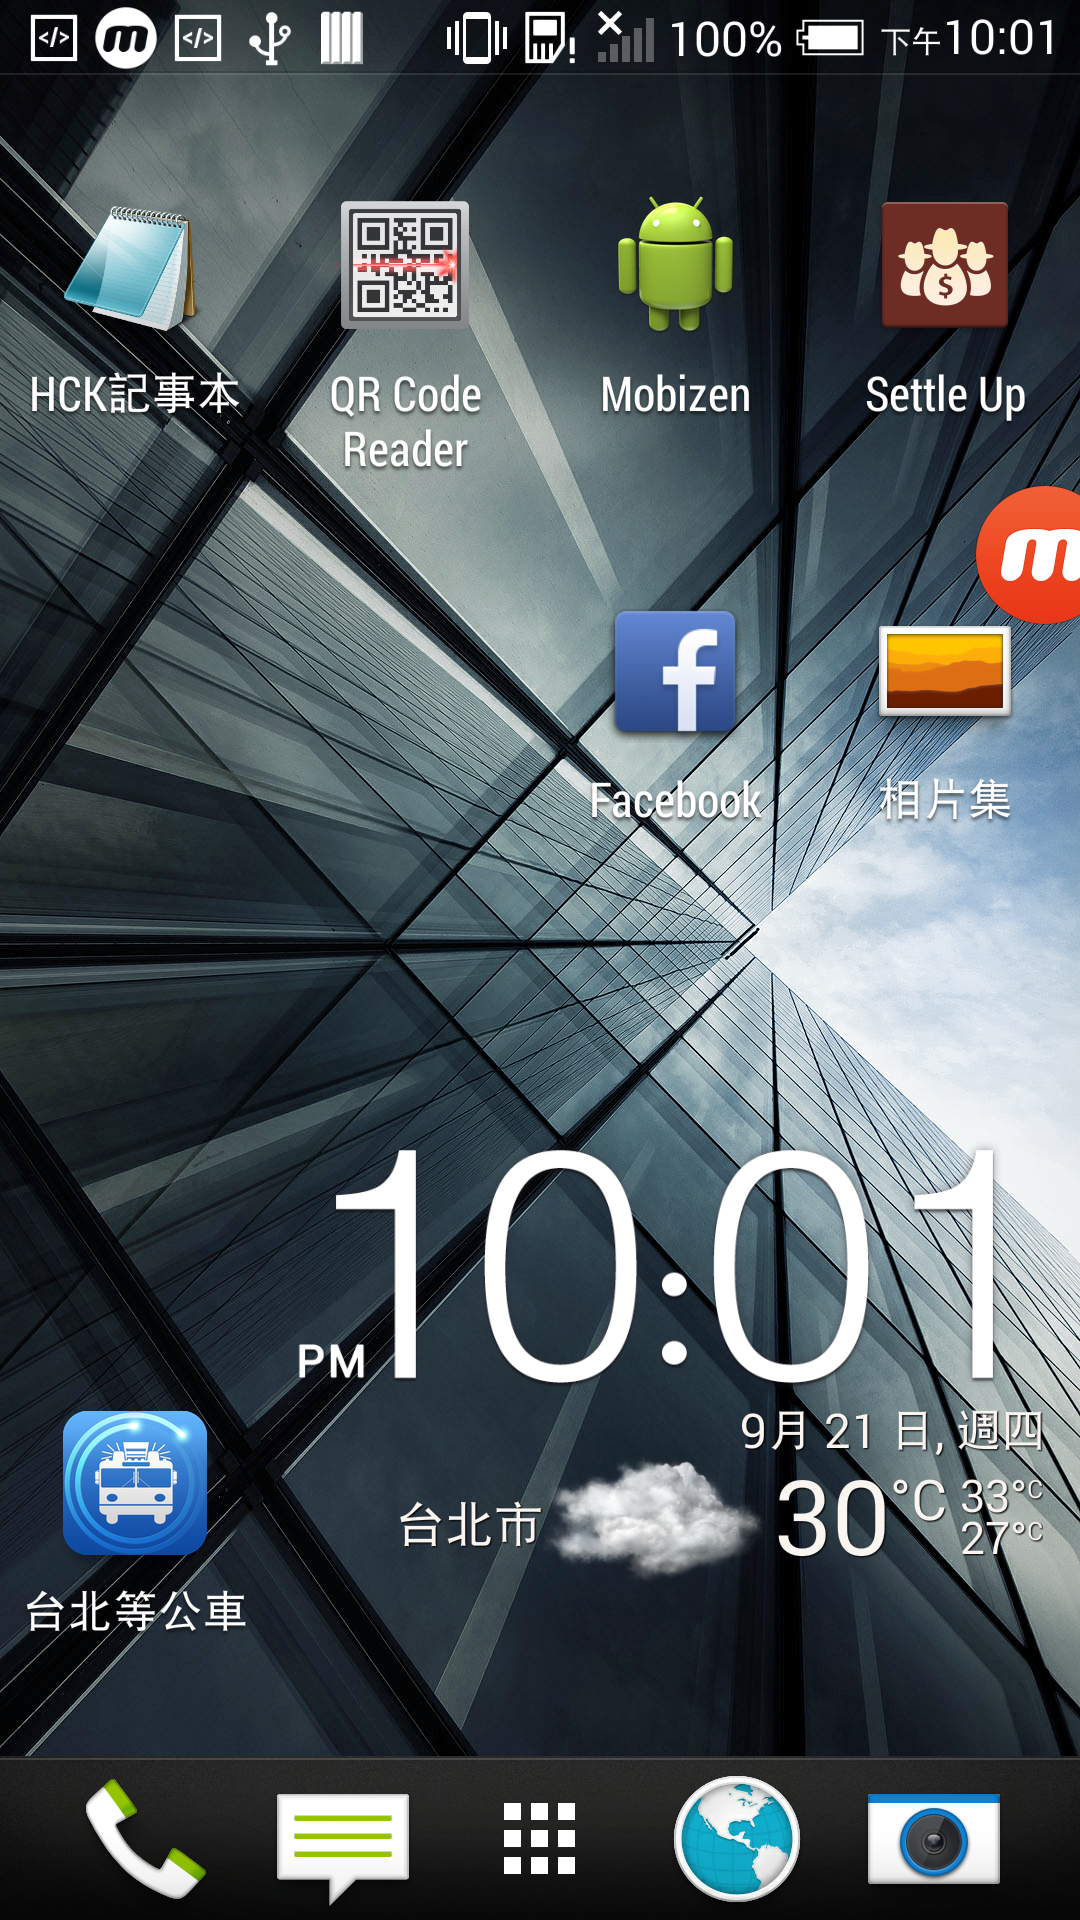 100% 下午10:01
HCK記事本
QR Code
Reader
Mobizen
Settle Up
Facebook
相片集
PM 10:01
9月 21 日, 週四
台北市 30°C 33°C
27°C
台北等公車